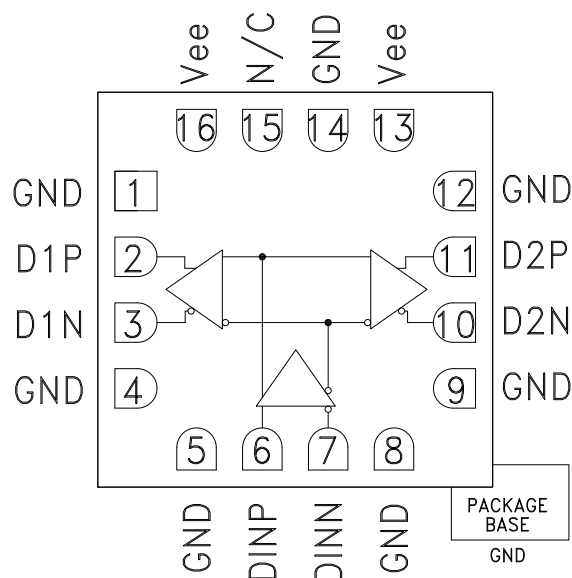 Vee
N/C
GND
Vee
16
15
14
13
GND
1
12
GND
D1P
2
11
D2P
D1N
3
10
D2N
GND
4
9
GND
5
6
7
8
GND
DINP
DINN
GND
PACKAGE
BASE
GND